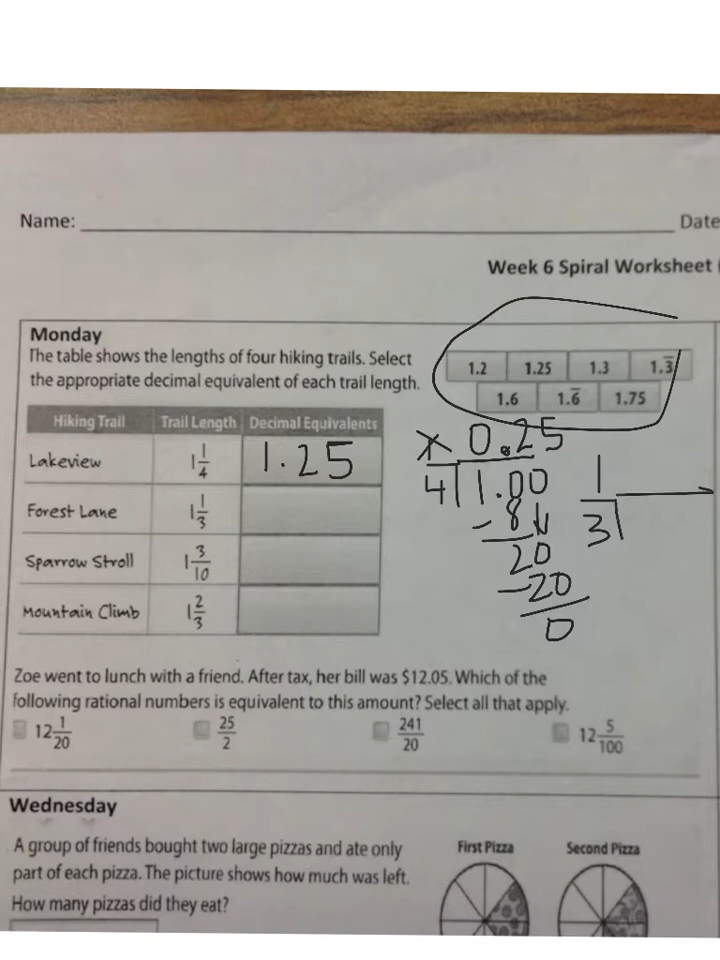 Name: Date
Week 6 Spiral Worksheet
Monday
The table shows the lengths of four hiking trails. Select
the appropriate decimal equivalent of each trail length.
1.2 1.25 1.3 1.3̅
1.6 1.6̅ 1.75
Hiking Trail Trail Length Decimal Equivalents
Lakeview 1 1/4 1.25
Forest Lane 1 1/3
Sparrow Stroll 1 3/10
Mountain Climb 1 2/3
x 0.25
4 1.00
- 8
20
-20
0
1
3
Zoe went to lunch with a friend. After tax, her bill was $12.05. Which of the
following rational numbers is equivalent to this amount? Select all that apply.
12 1/20 25/2 241/20 12 5/100
Wednesday
A group of friends bought two large pizzas and ate only
part of each pizza. The picture shows how much was left.
How many pizzas did they eat?
First Pizza Second Pizza